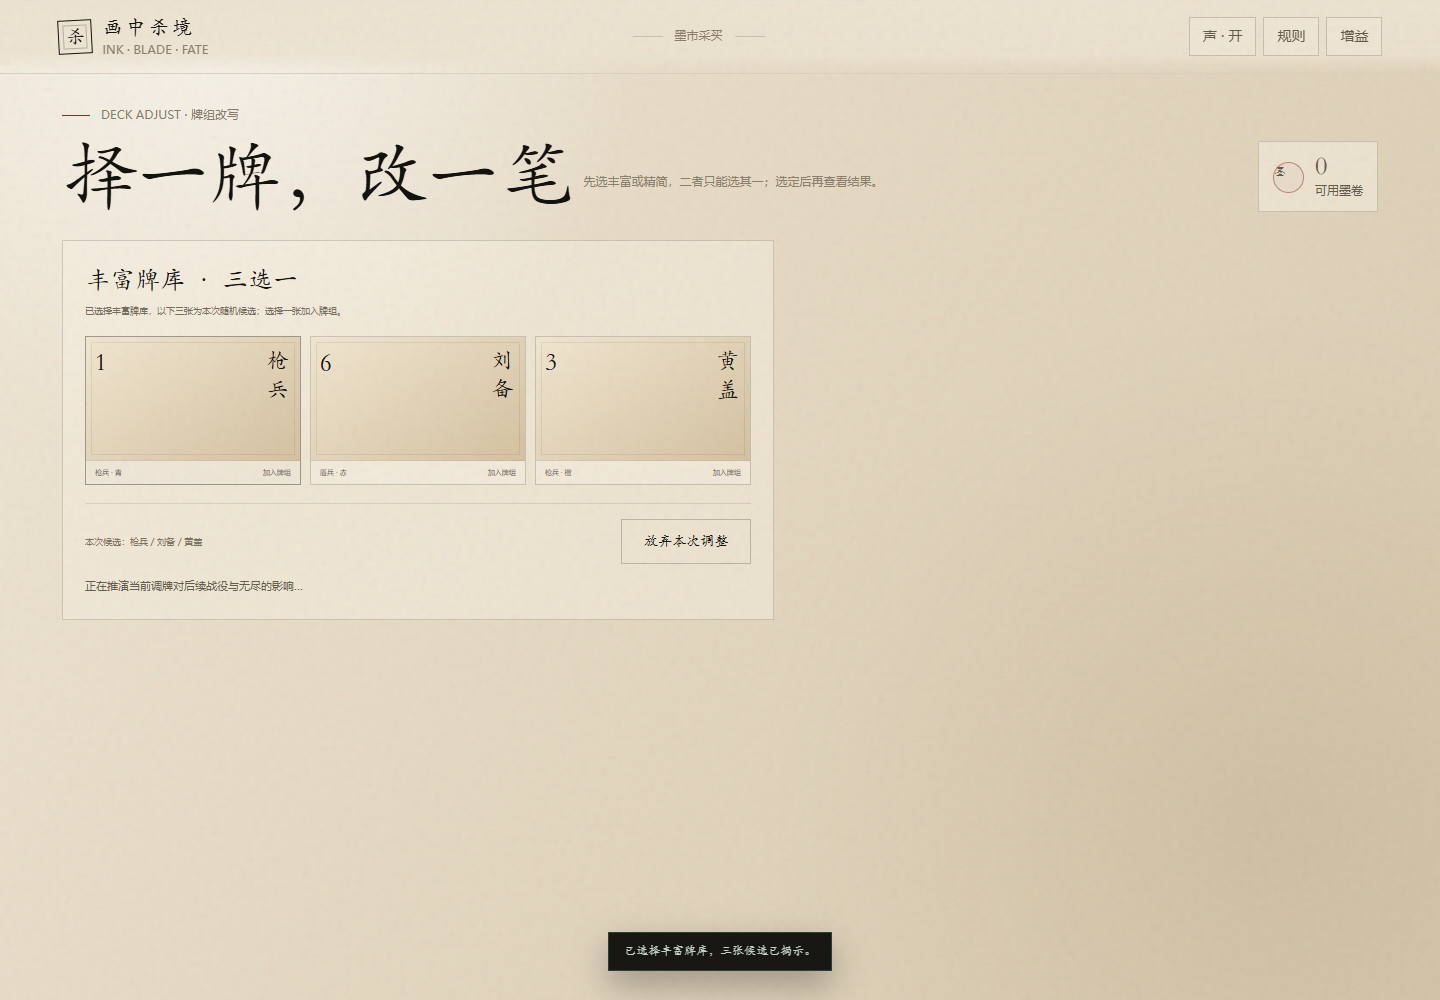 杀
画中杀境
INK · BLADE · FATE
墨市采买
声 · 开
规则
增益
DECK ADJUST · 牌组改写
择一牌，改一笔
先选丰富或精简，二者只能选其一；选定后再查看结果。
0
可用墨卷
丰富牌库 · 三选一
已选择丰富牌库，以下三张为本次随机候选；选择一张加入牌组。
1
枪兵
枪兵 · 青
加入牌组
6
刘备
盾兵 · 赤
加入牌组
3
黄盖
枪兵 · 橙
加入牌组
本次候选：枪兵 / 刘备 / 黄盖
放弃本次调整
正在推演当前调牌对后续战役与无尽的影响…
已选择丰富牌库，三张候选已揭示。